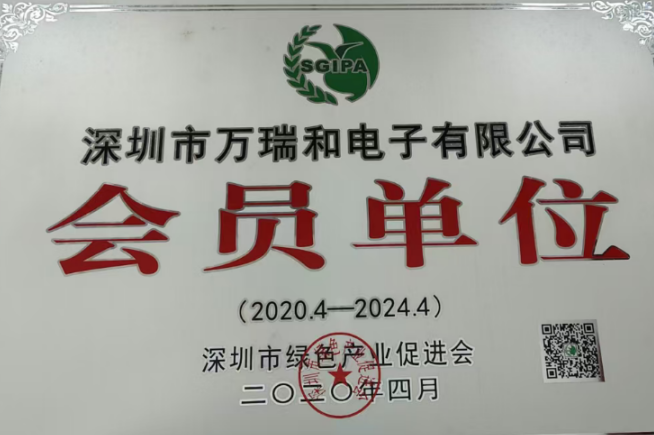 SGIPA
深圳市万瑞和电子有限公司
会员单位
（2020.4—2024.4）
深圳市绿色产业促进会
二〇二〇年四月